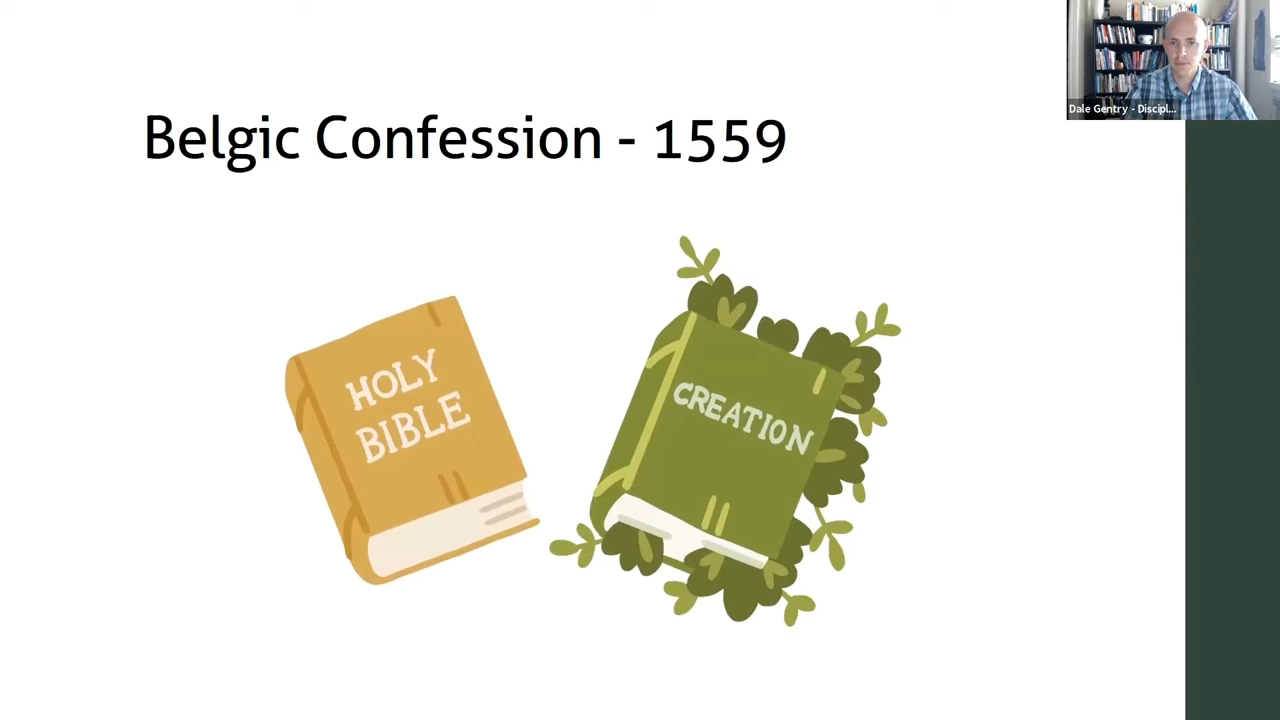 Belgic Confession - 1559
Dale Gentry - Discipl...
HOLY
BIBLE
CREATION